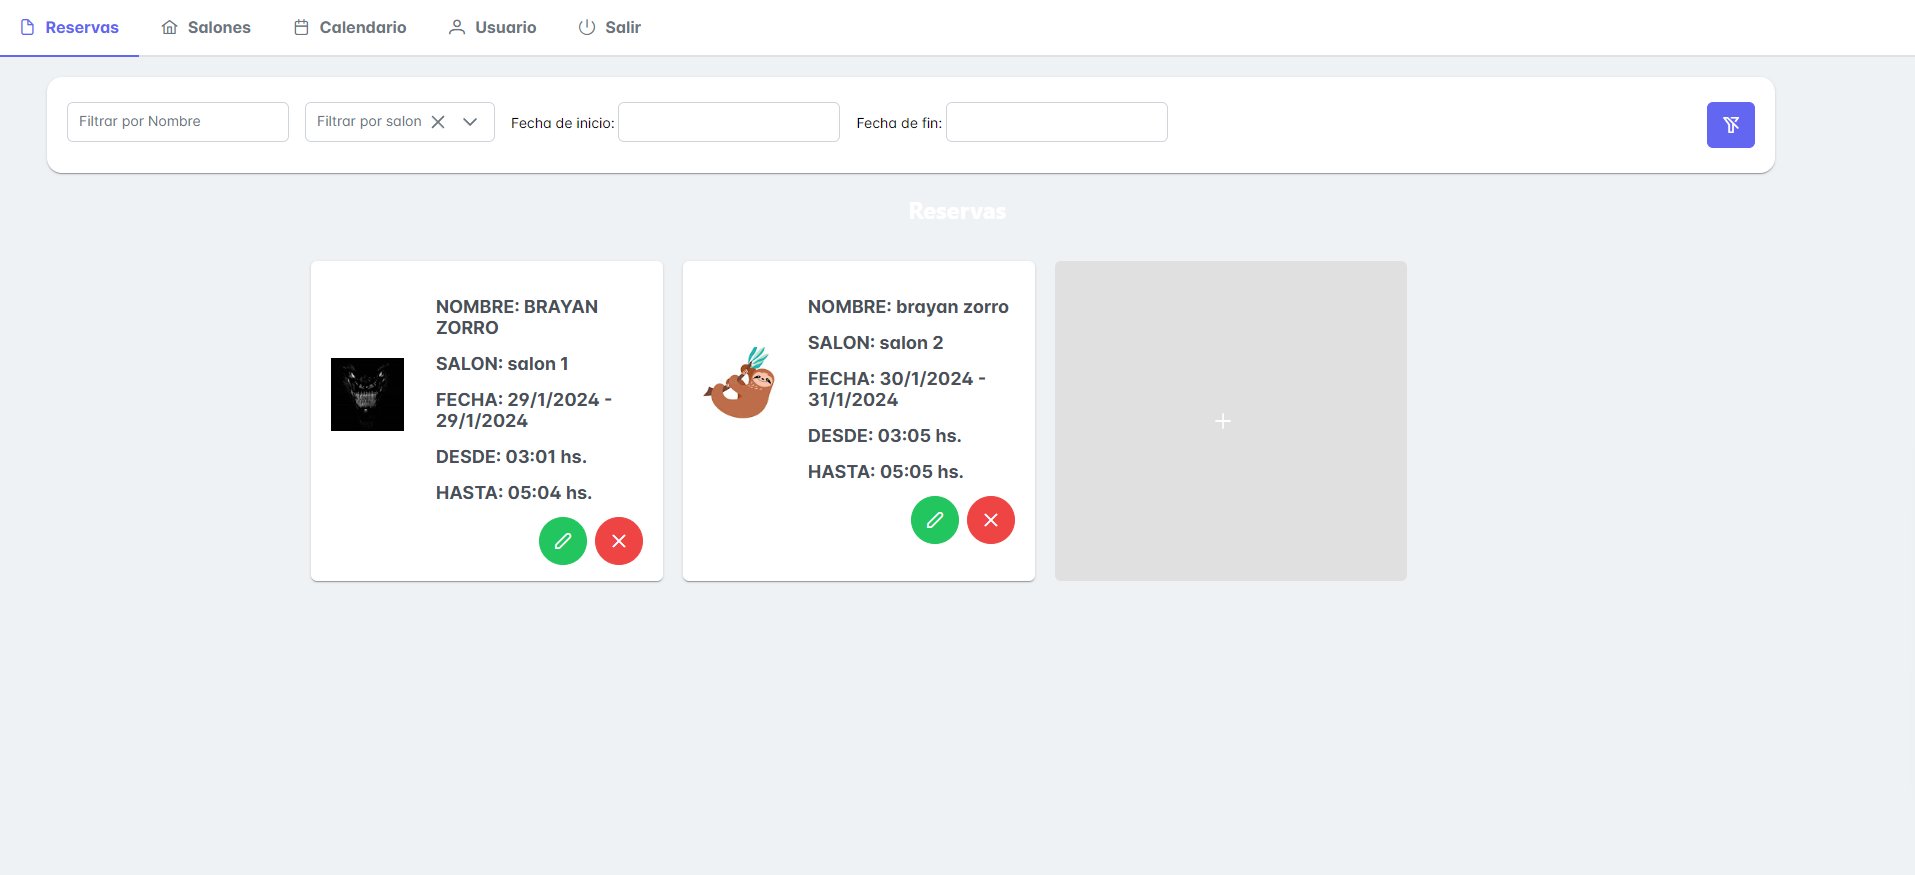 Reservas
Salones
Calendario
Usuario
Salir
Filtrar por Nombre
Filtrar por salon
Fecha de inicio:
Fecha de fin:
Reservas
NOMBRE: BRAYAN
ZORRO
SALON: salon 1
FECHA: 29/1/2024 -
29/1/2024
DESDE: 03:01 hs.
HASTA: 05:04 hs.
NOMBRE: brayan zorro
SALON: salon 2
FECHA: 30/1/2024 -
31/1/2024
DESDE: 03:05 hs.
HASTA: 05:05 hs.